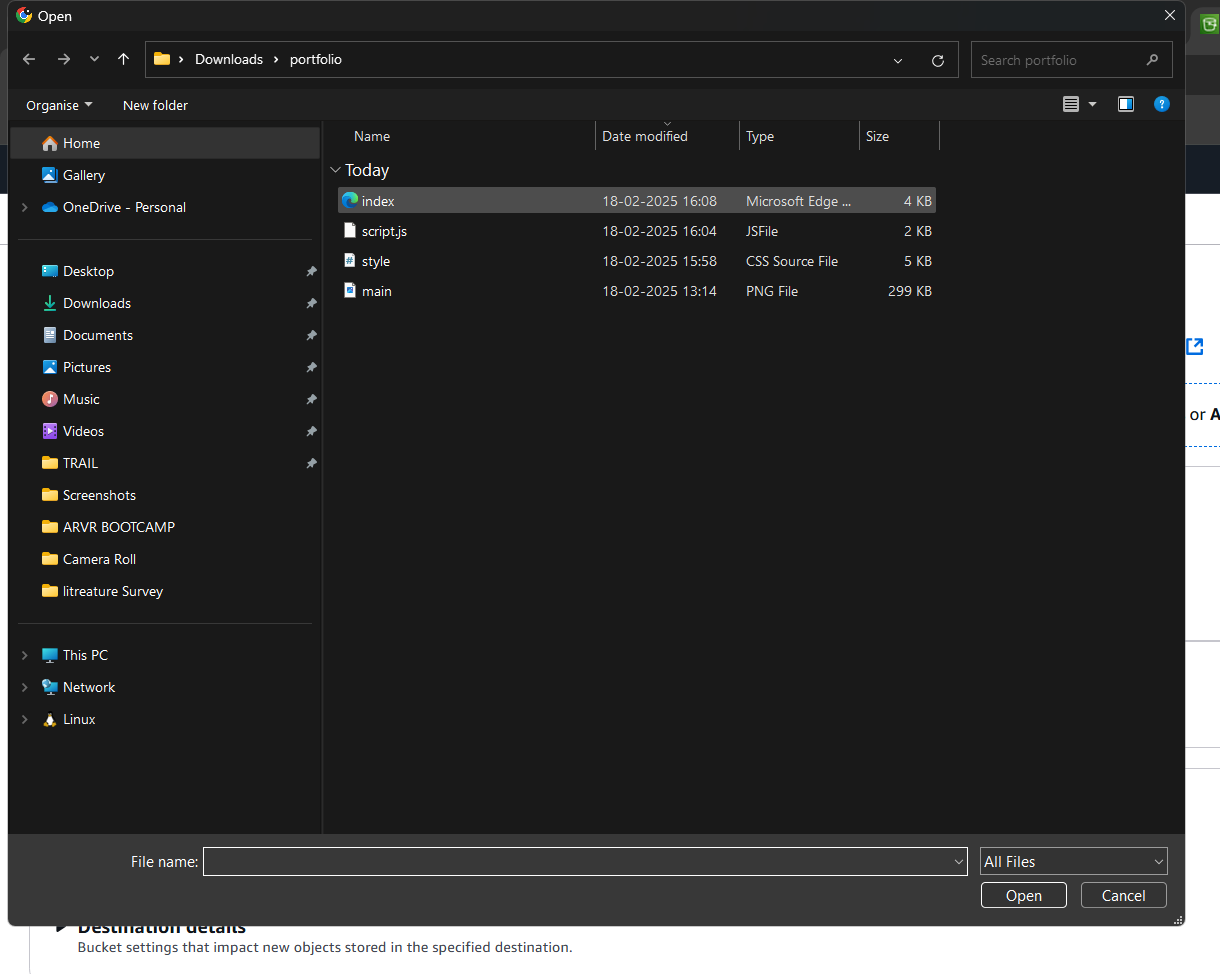 Open
Downloads > portfolio
Search portfolio
Organise
New folder
Name
Date modified
Type
Size
Home
Gallery
OneDrive - Personal
Desktop
Downloads
Documents
Pictures
Music
Videos
TRAIL
Screenshots
ARVR BOOTCAMP
Camera Roll
litreature Survey
This PC
Network
Linux
Today
index 18-02-2025 16:08 Microsoft Edge ... 4 KB
script.js 18-02-2025 16:04 JSFile 2 KB
style 18-02-2025 15:58 CSS Source File 5 KB
main 18-02-2025 13:14 PNG File 299 KB
or A
File name:
All Files
Open
Cancel
Destination details
Bucket settings that impact new objects stored in the specified destination.